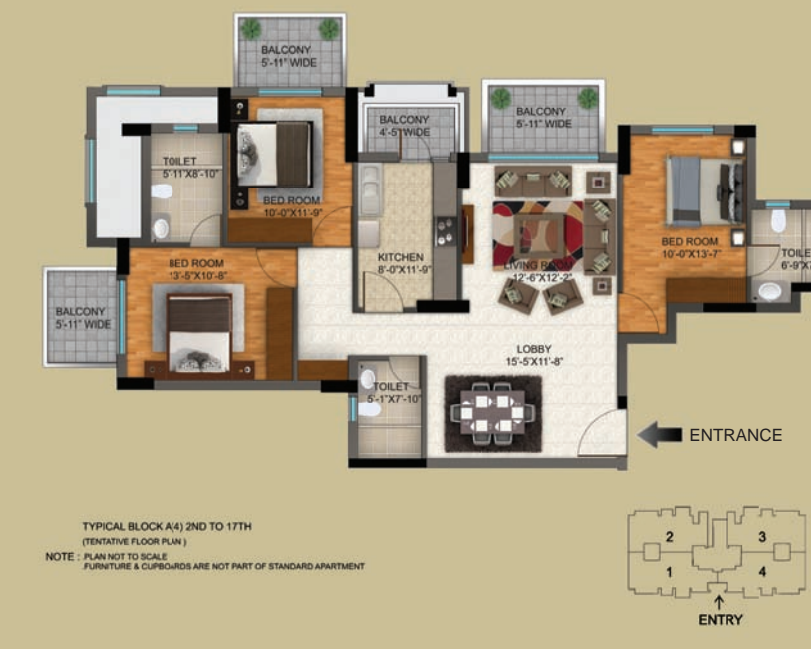 BALCONY
5'-11" WIDE
BALCONY
4'-5" WIDE
BALCONY
5'-11" WIDE
TOILET
5'-11"X8'-10"
BED ROOM
10'-0"X11'-9"
BED ROOM
10'-0"X13'-7"
TOILE
6'-9"X
KITCHEN
8'-0"X11'-9"
LIVING ROOM
12'-6"X12'-2"
BED ROOM
13'-5"X10'-8"
BALCONY
5'-11" WIDE
LOBBY
15'-5"X11'-8"
TOILET
5'-1"X7'-10"
ENTRANCE
TYPICAL BLOCK A(4) 2ND TO 17TH
(TENTATIVE FLOOR PLAN )
NOTE : PLAN NOT TO SCALE
FURNITURE & CUPBOARDS ARE NOT PART OF STANDARD APARTMENT
2 3
1 4
ENTRY